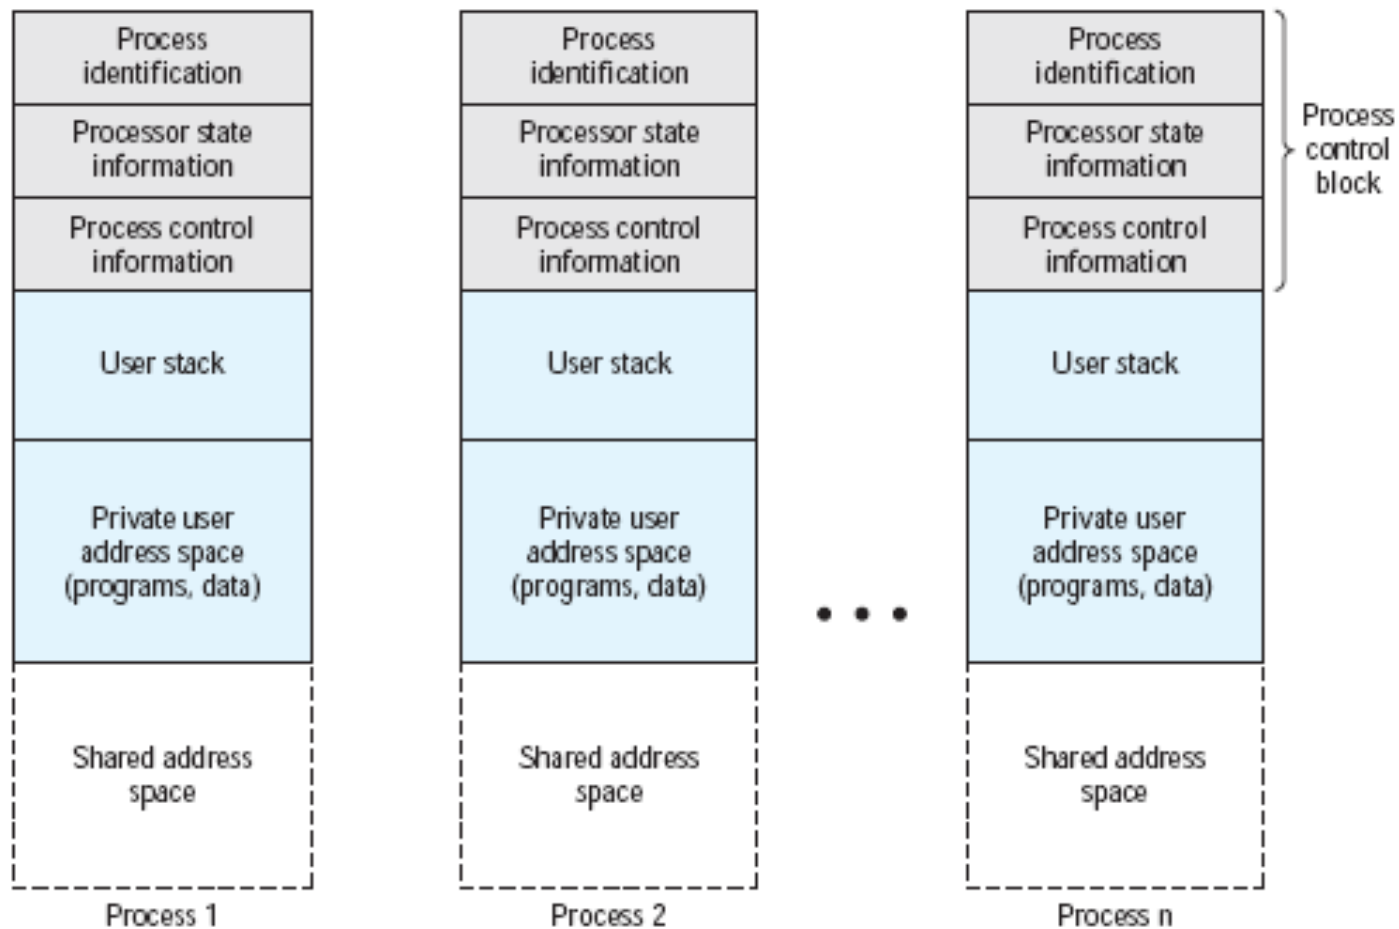 Process
identification
Processor state
information
Process control
information
User stack
Private user
address space
(programs, data)
Shared address
space
Process 1
Process
identification
Processor state
information
Process control
information
User stack
Private user
address space
(programs, data)
Shared address
space
Process 2
• • •
Process
identification
Processor state
information
Process control
information
User stack
Private user
address space
(programs, data)
Shared address
space
Process n
Process
control
block